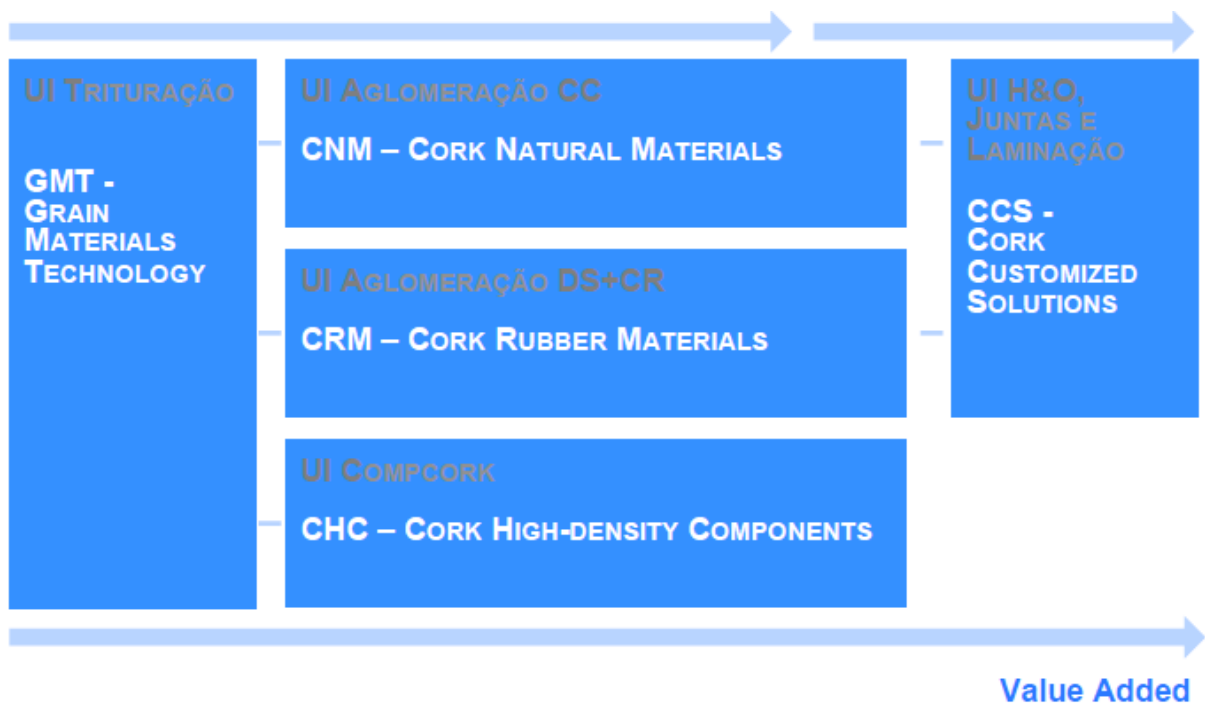 UI Trituração
GMT -
Grain
Materials
Technology
UI Aglomeração CC
CNM – Cork Natural Materials
UI Aglomeração DS+CR
CRM – Cork Rubber Materials
UI Compcork
CHC – Cork High-density Components
UI H&O,
Juntas e
Laminação
CCS -
Cork
Customized
Solutions
Value Added